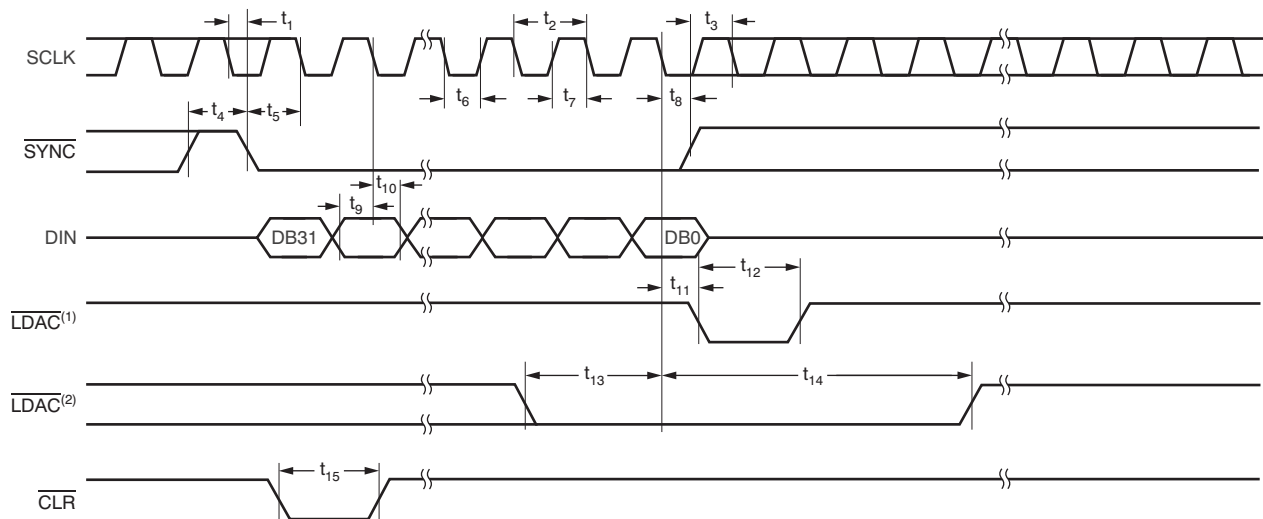 t1
t2
t3
SCLK
t4
t5
t6
t7
t8
SYNC
t10
t9
DIN
DB31
DB0
t12
t11
LDAC(1)
t13
t14
LDAC(2)
t15
CLR